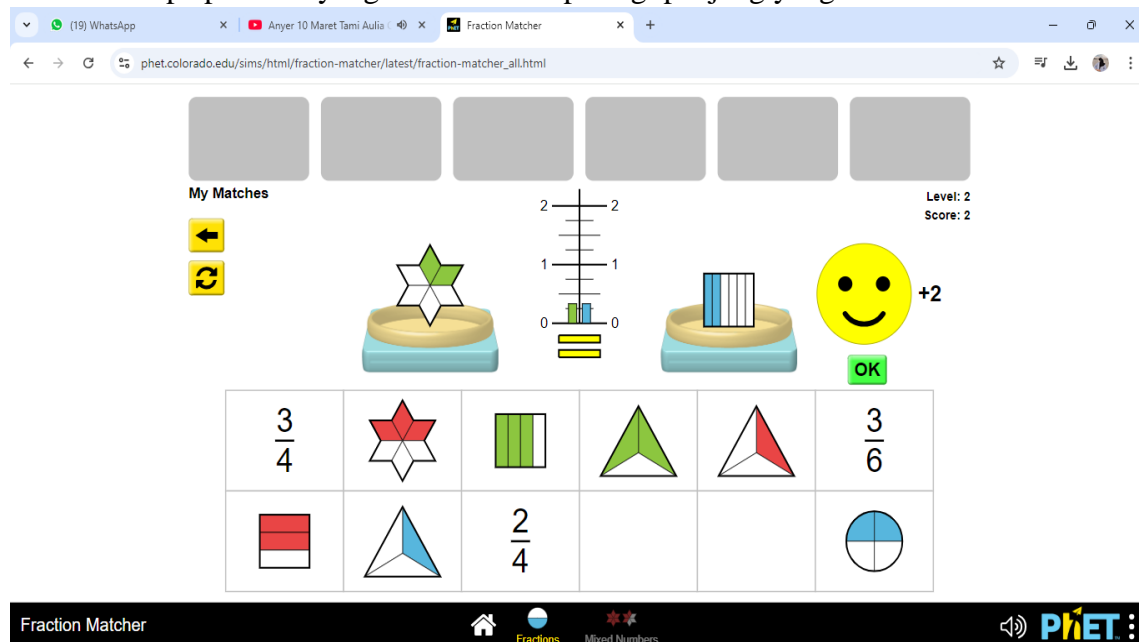 (19) WhatsApp
Anyer 10 Maret Tami Aulia
Fraction Matcher
phet.colorado.edu/sims/html/fraction-matcher/latest/fraction-matcher_all.html
My Matches
Level: 2
Score: 2
2 2
1 1
0 0
+2
OK
3/4
3/6
2/4
Fraction Matcher
Fractions
Mixed Numbers
PhET